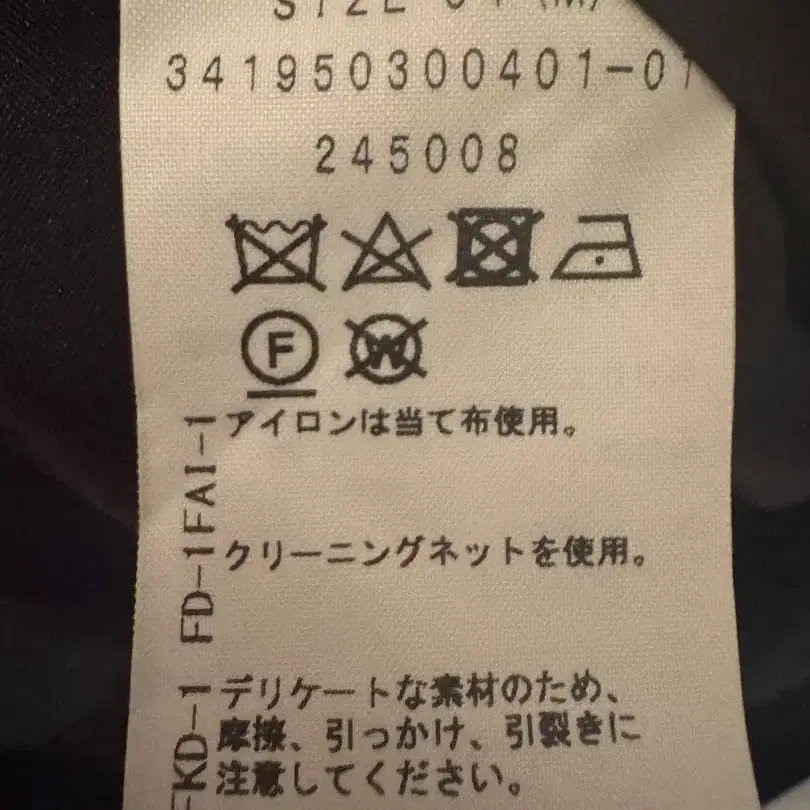 SIZE (M)
341950300401-01
245008
F
W
アイロンは当て布使用。
FD-1FAI-1
クリーニングネットを使用。
デリケートな素材のため、
摩擦、引っかけ、引裂きに
注意してください。
FKD-1